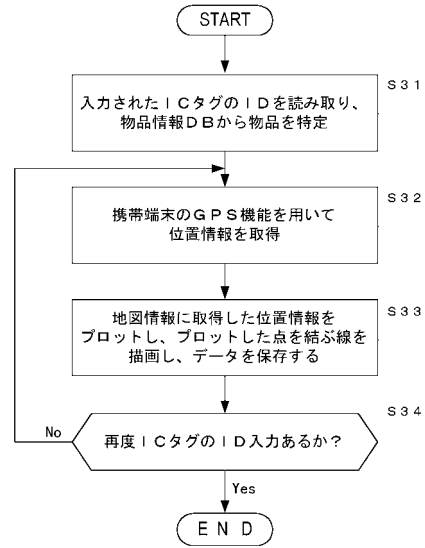 START
S31
入力されたICタグのIDを読み取り、
物品情報DBから物品を特定
S32
携帯端末のGPS機能を用いて
位置情報を取得
S33
地図情報に取得した位置情報を
プロットし、プロットした点を結ぶ線を
描画し、データを保存する
S34
再度ICタグのID入力あるか？
No
Yes
END